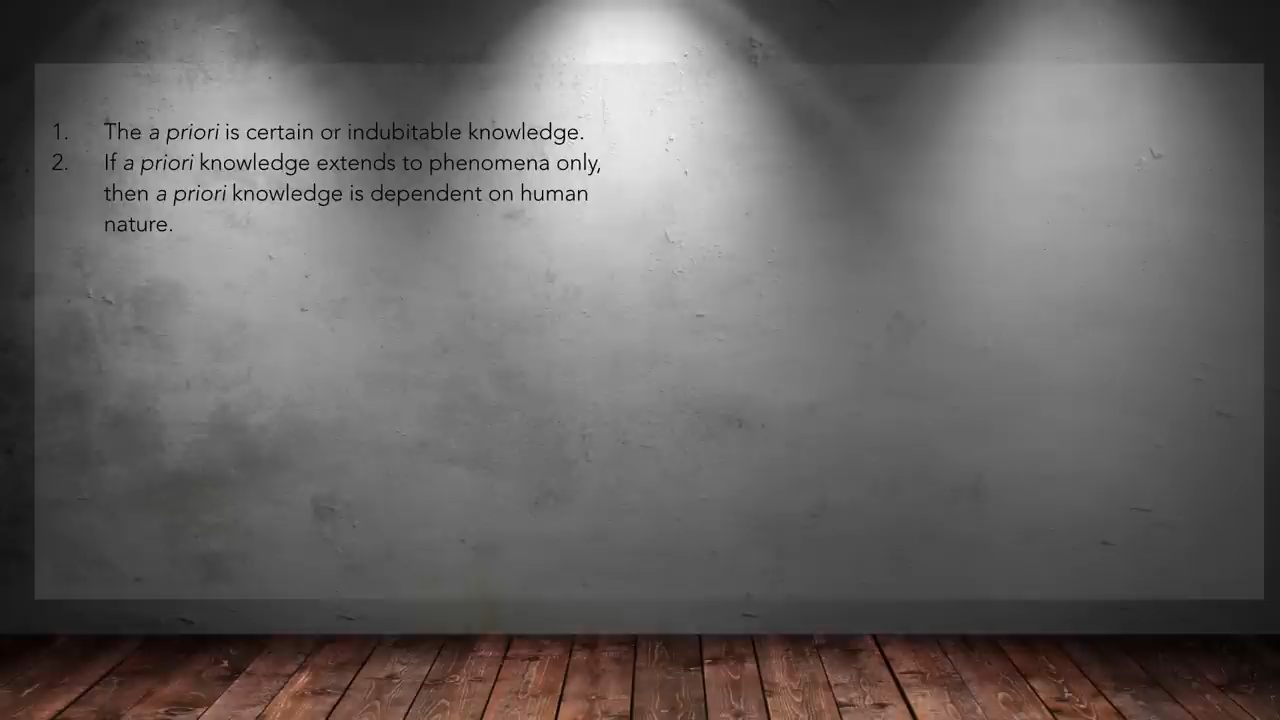 1. The a priori is certain or indubitable knowledge.
2. If a priori knowledge extends to phenomena only,
then a priori knowledge is dependent on human
nature.